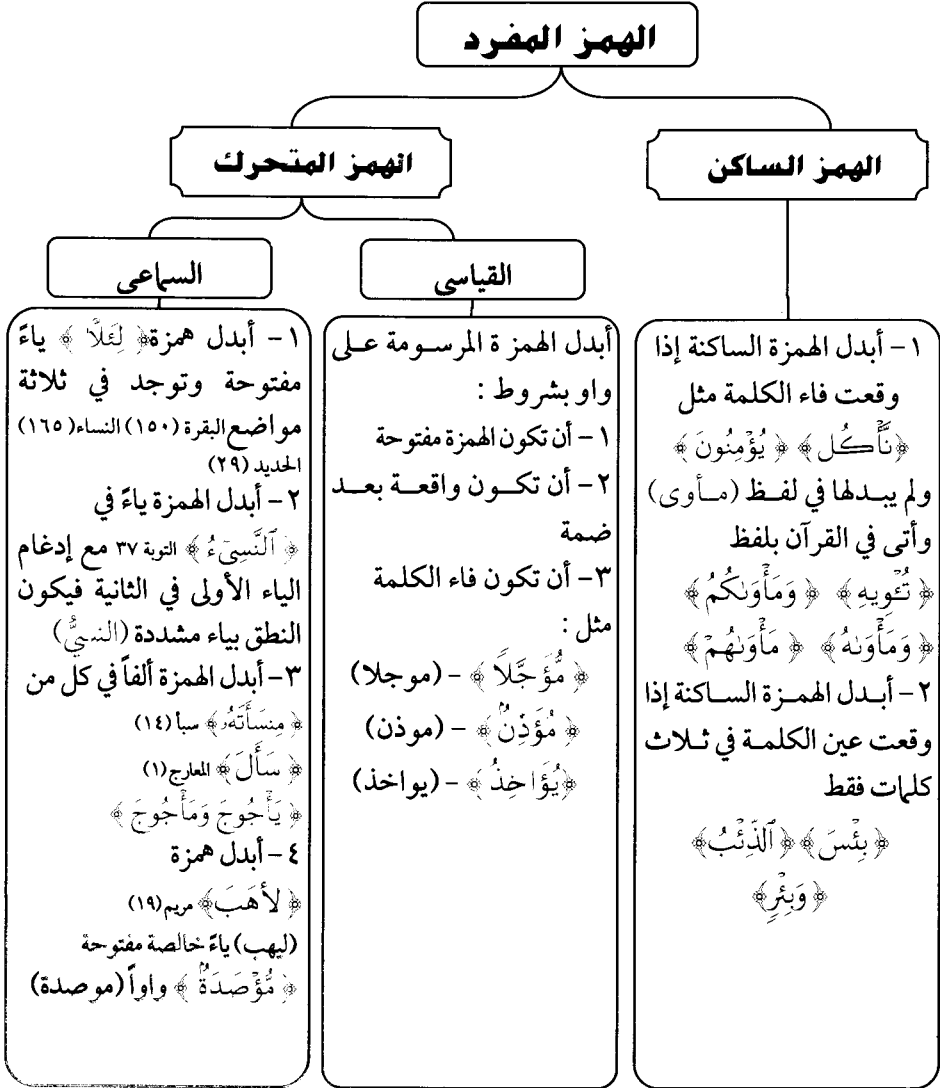 الهمز المفرد
الهمز الساكن
١- أبدل الهمزة الساكنة إذا
وقعت فاء الكلمة مثل
﴿نَّأْكُل﴾ ﴿يُؤْمِنُونَ﴾
ولم يبدلها في لفظ (مأوى)
وأتى في القرآن بلفظ
﴿تُـْٔوِيهِ﴾ ﴿وَمَأْوَىٰكُمُ﴾
﴿وَمَأْوَىٰهُ﴾ ﴿مَأْوَىٰهُمْ﴾
٢- أبدل الهمزة الساكنة إذا
وقعت عين الكلمة في ثلاث
كلمات فقط
﴿بِئْسَ﴾ ﴿ٱلذِّئْبُ﴾
﴿وَبِئْرٍ﴾
الهمز المتحرك
القياسى
أبدل الهمزة المرسومة على
واو بشروط :
١- أن تكون الهمزة مفتوحة
٢- أن تكون واقعة بعد
ضمة
٣- أن تكون فاء الكلمة
مثل :
﴿مُّؤَجَّلًا﴾ - (موجلا)
﴿مُؤَذِّنٌۢ﴾ - (موذن)
﴿يُؤَاخِذُ﴾ - (يواخذ)
السماعى
١- أبدل همزة ﴿لِئَلَّا﴾ ياءً
مفتوحة وتوجد في ثلاثة
مواضع البقرة (١٥٠) النساء (١٦٥)
الحديد (٢٩)
٢- أبدل الهمزة ياءً في
﴿ٱلنَّسِىٓءُ﴾ التوبة ٣٧ مع إدغام
الياء الأولى في الثانية فيكون
النطق بياء مشددة (النسيُّ)
٣- أبدل الهمزة ألفاً في كل من
﴿مِنسَأَتَهُۥ﴾ سبأ (١٤)
﴿سَأَلَ﴾ المعارج (١)
﴿يَأْجُوجَ وَمَأْجُوجَ﴾
٤- أبدل همزة
﴿لأَهَبَ﴾ مريم (١٩)
(ليهب) ياءً خالصة مفتوحة
﴿مُّؤْصَدَةٌۢ﴾ واواً (موصدة)